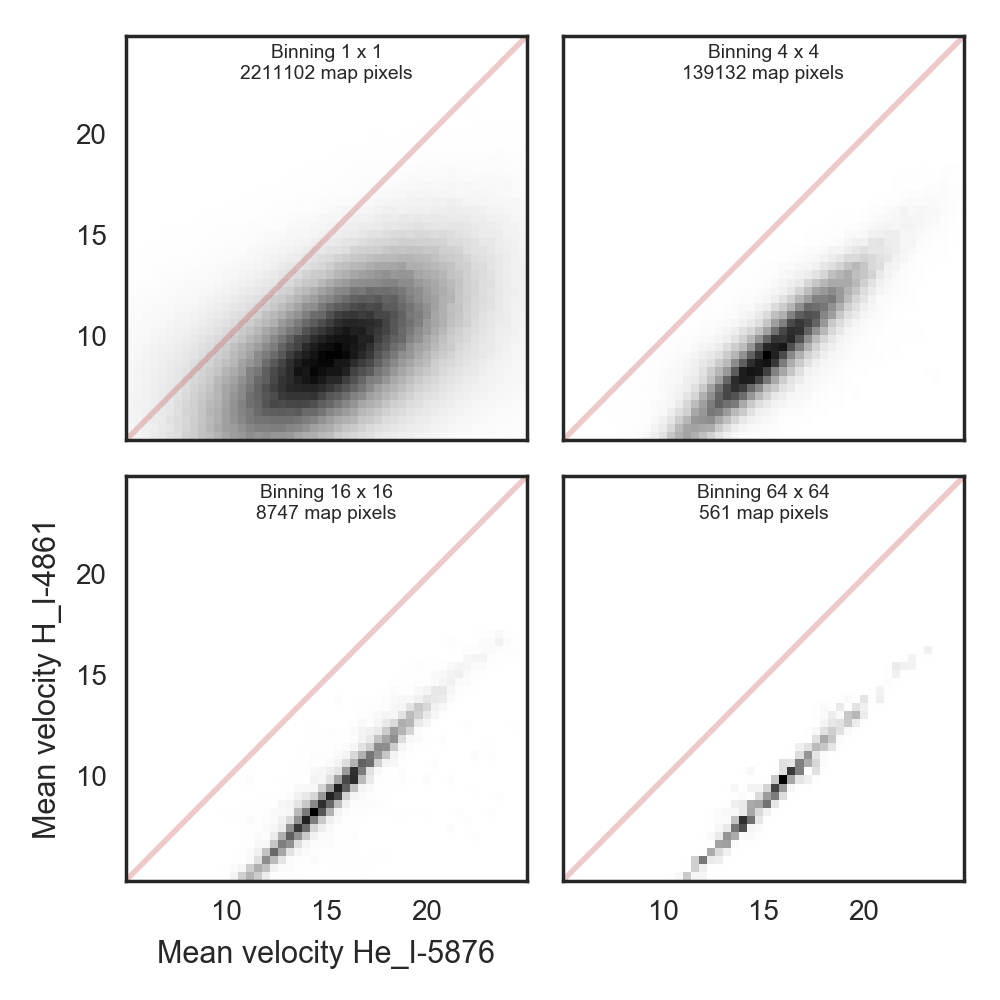 Binning 1 x 1
2211102 map pixels
Binning 4 x 4
139132 map pixels
20
15
10
Binning 16 x 16
8747 map pixels
Binning 64 x 64
561 map pixels
20
15
10
Mean velocity H_I-4861
10
15
20
10
15
20
Mean velocity He_I-5876